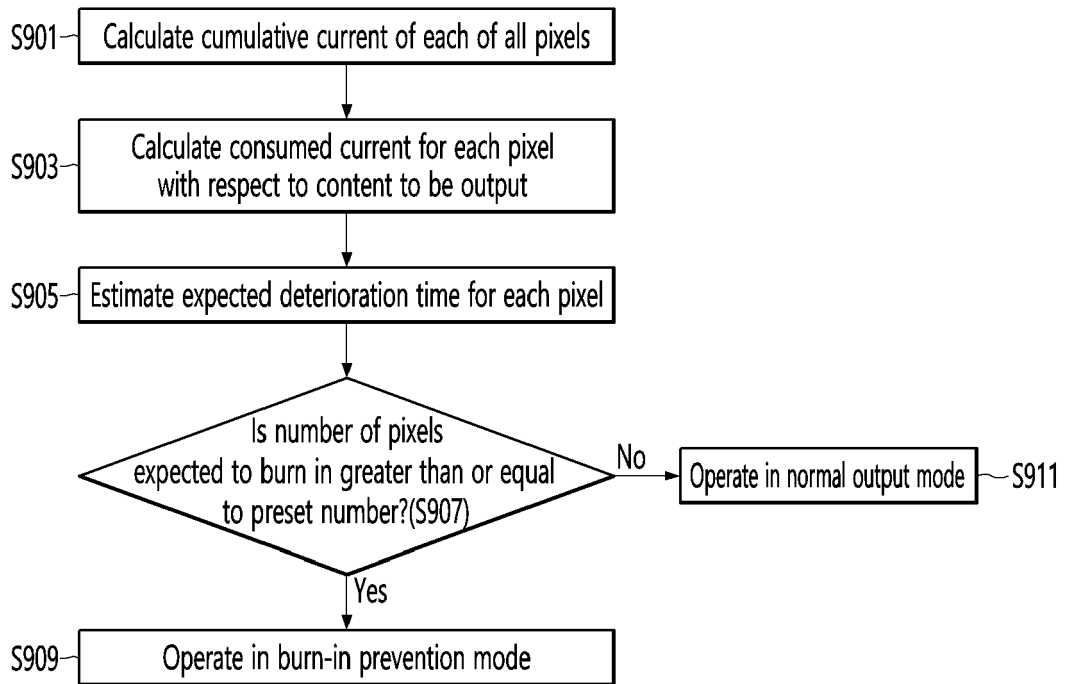 S901
Calculate cumulative current of each of all pixels
S903
Calculate consumed current for each pixel
with respect to content to be output
S905
Estimate expected deterioration time for each pixel
Is number of pixels
expected to burn in greater than or equal
to preset number?(S907)
No
Operate in normal output mode
S911
Yes
S909
Operate in burn-in prevention mode